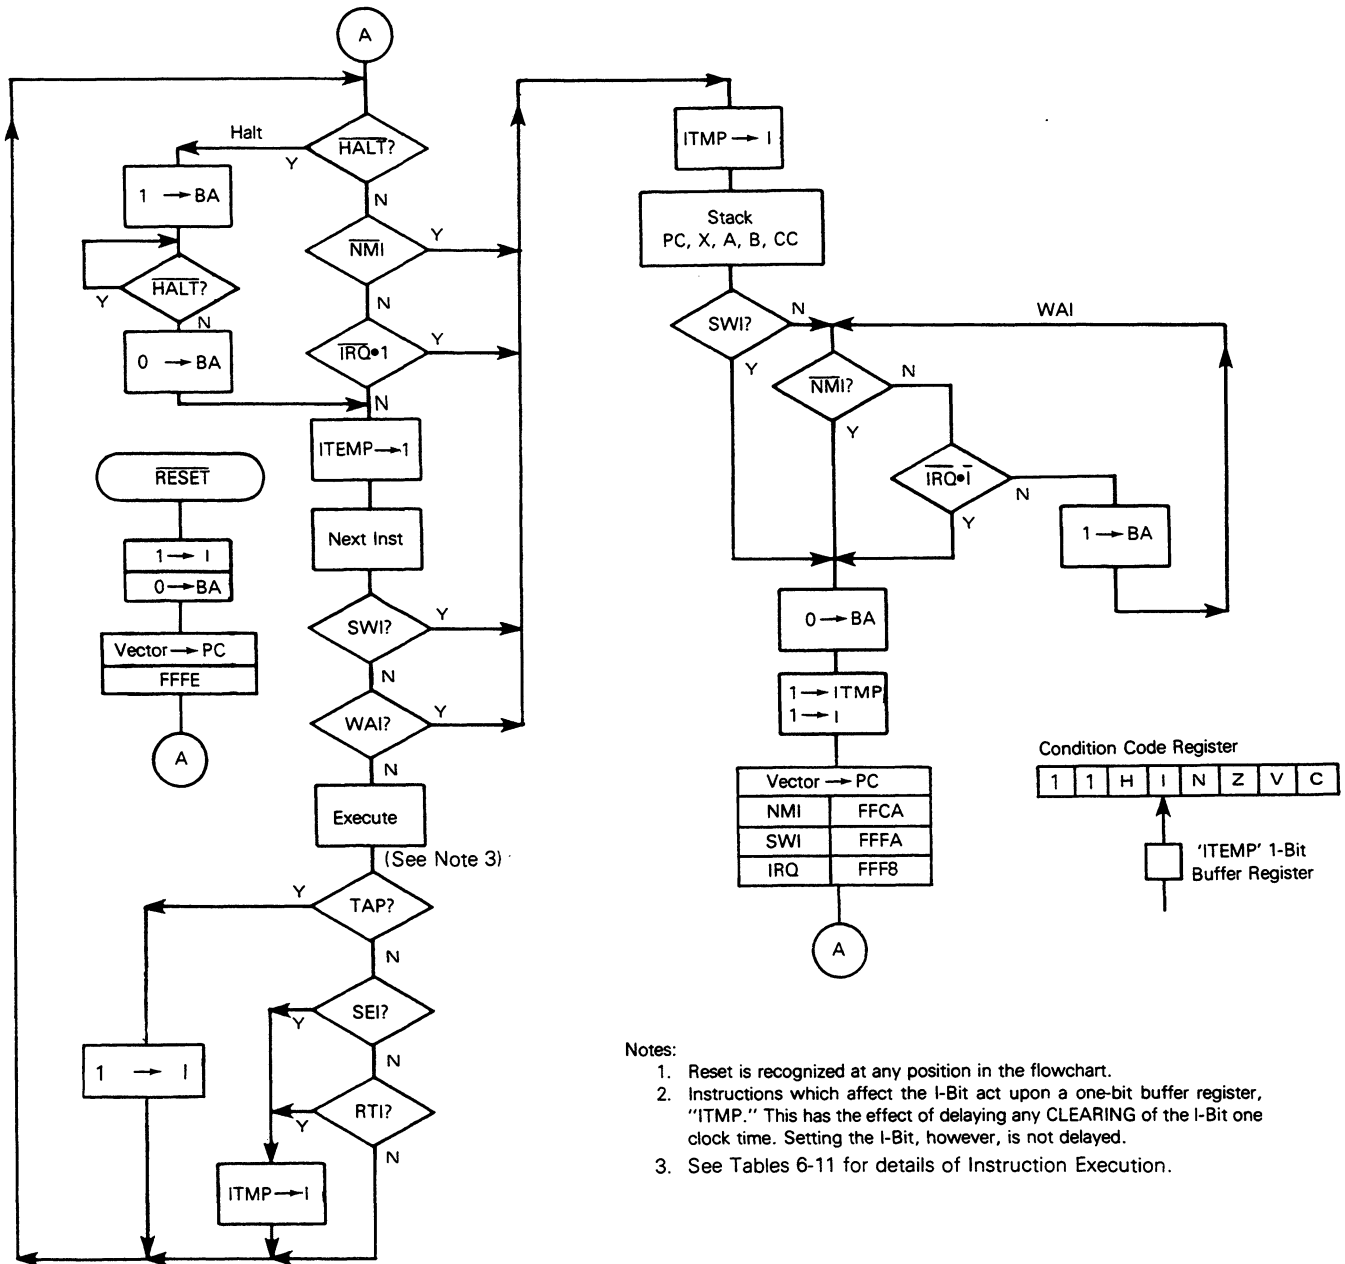 A
Halt
HALT?
Y
N
1 → BA
NMI
Y
N
HALT?
Y
N
IRQ•1
Y
N
0 → BA
ITEMP→1
RESET
Next Inst
1→ I
0→BA
SWI?
Y
N
Vector→PC
FFFE
WAI?
Y
N
A
Execute
(See Note 3)
TAP?
Y
N
SEI?
Y
N
1 → I
RTI?
Y
N
ITMP→I
ITMP→ I
Stack
PC, X, A, B, CC
SWI?
N
Y
WAI
NMI?
N
Y
IRQ•I
N
Y
1→BA
0→BA
1→ITMP
1→I
Vector→PC
NMI FFCA
SWI FFFA
IRQ FFF8
A
Condition Code Register
1 1 H I N Z V C
'ITEMP' 1-Bit
Buffer Register
Notes:
1. Reset is recognized at any position in the flowchart.
2. Instructions which affect the I-Bit act upon a one-bit buffer register,
"ITMP." This has the effect of delaying any CLEARING of the I-Bit one
clock time. Setting the I-Bit, however, is not delayed.
3. See Tables 6-11 for details of Instruction Execution.